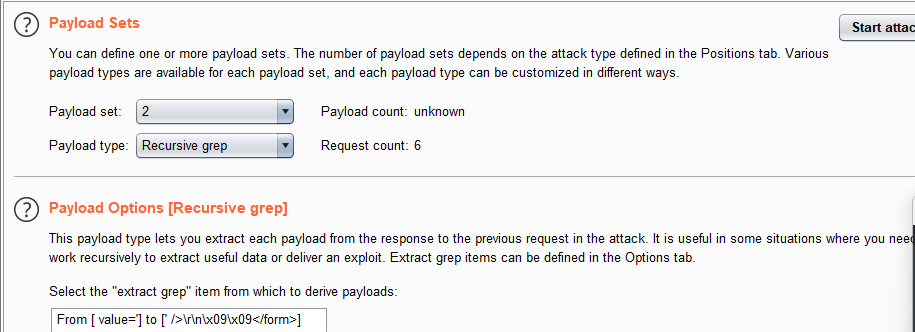 Payload Sets
Start attac
You can define one or more payload sets. The number of payload sets depends on the attack type defined in the Positions tab. Various
payload types are available for each payload set, and each payload type can be customized in different ways.
Payload set: 2 Payload count: unknown
Payload type: Recursive grep Request count: 6
Payload Options [Recursive grep]
This payload type lets you extract each payload from the response to the previous request in the attack. It is useful in some situations where you need
work recursively to extract useful data or deliver an exploit. Extract grep items can be defined in the Options tab.
Select the "extract grep" item from which to derive payloads:
From [ value='] to [' />\r\n\x09\x09</form>]